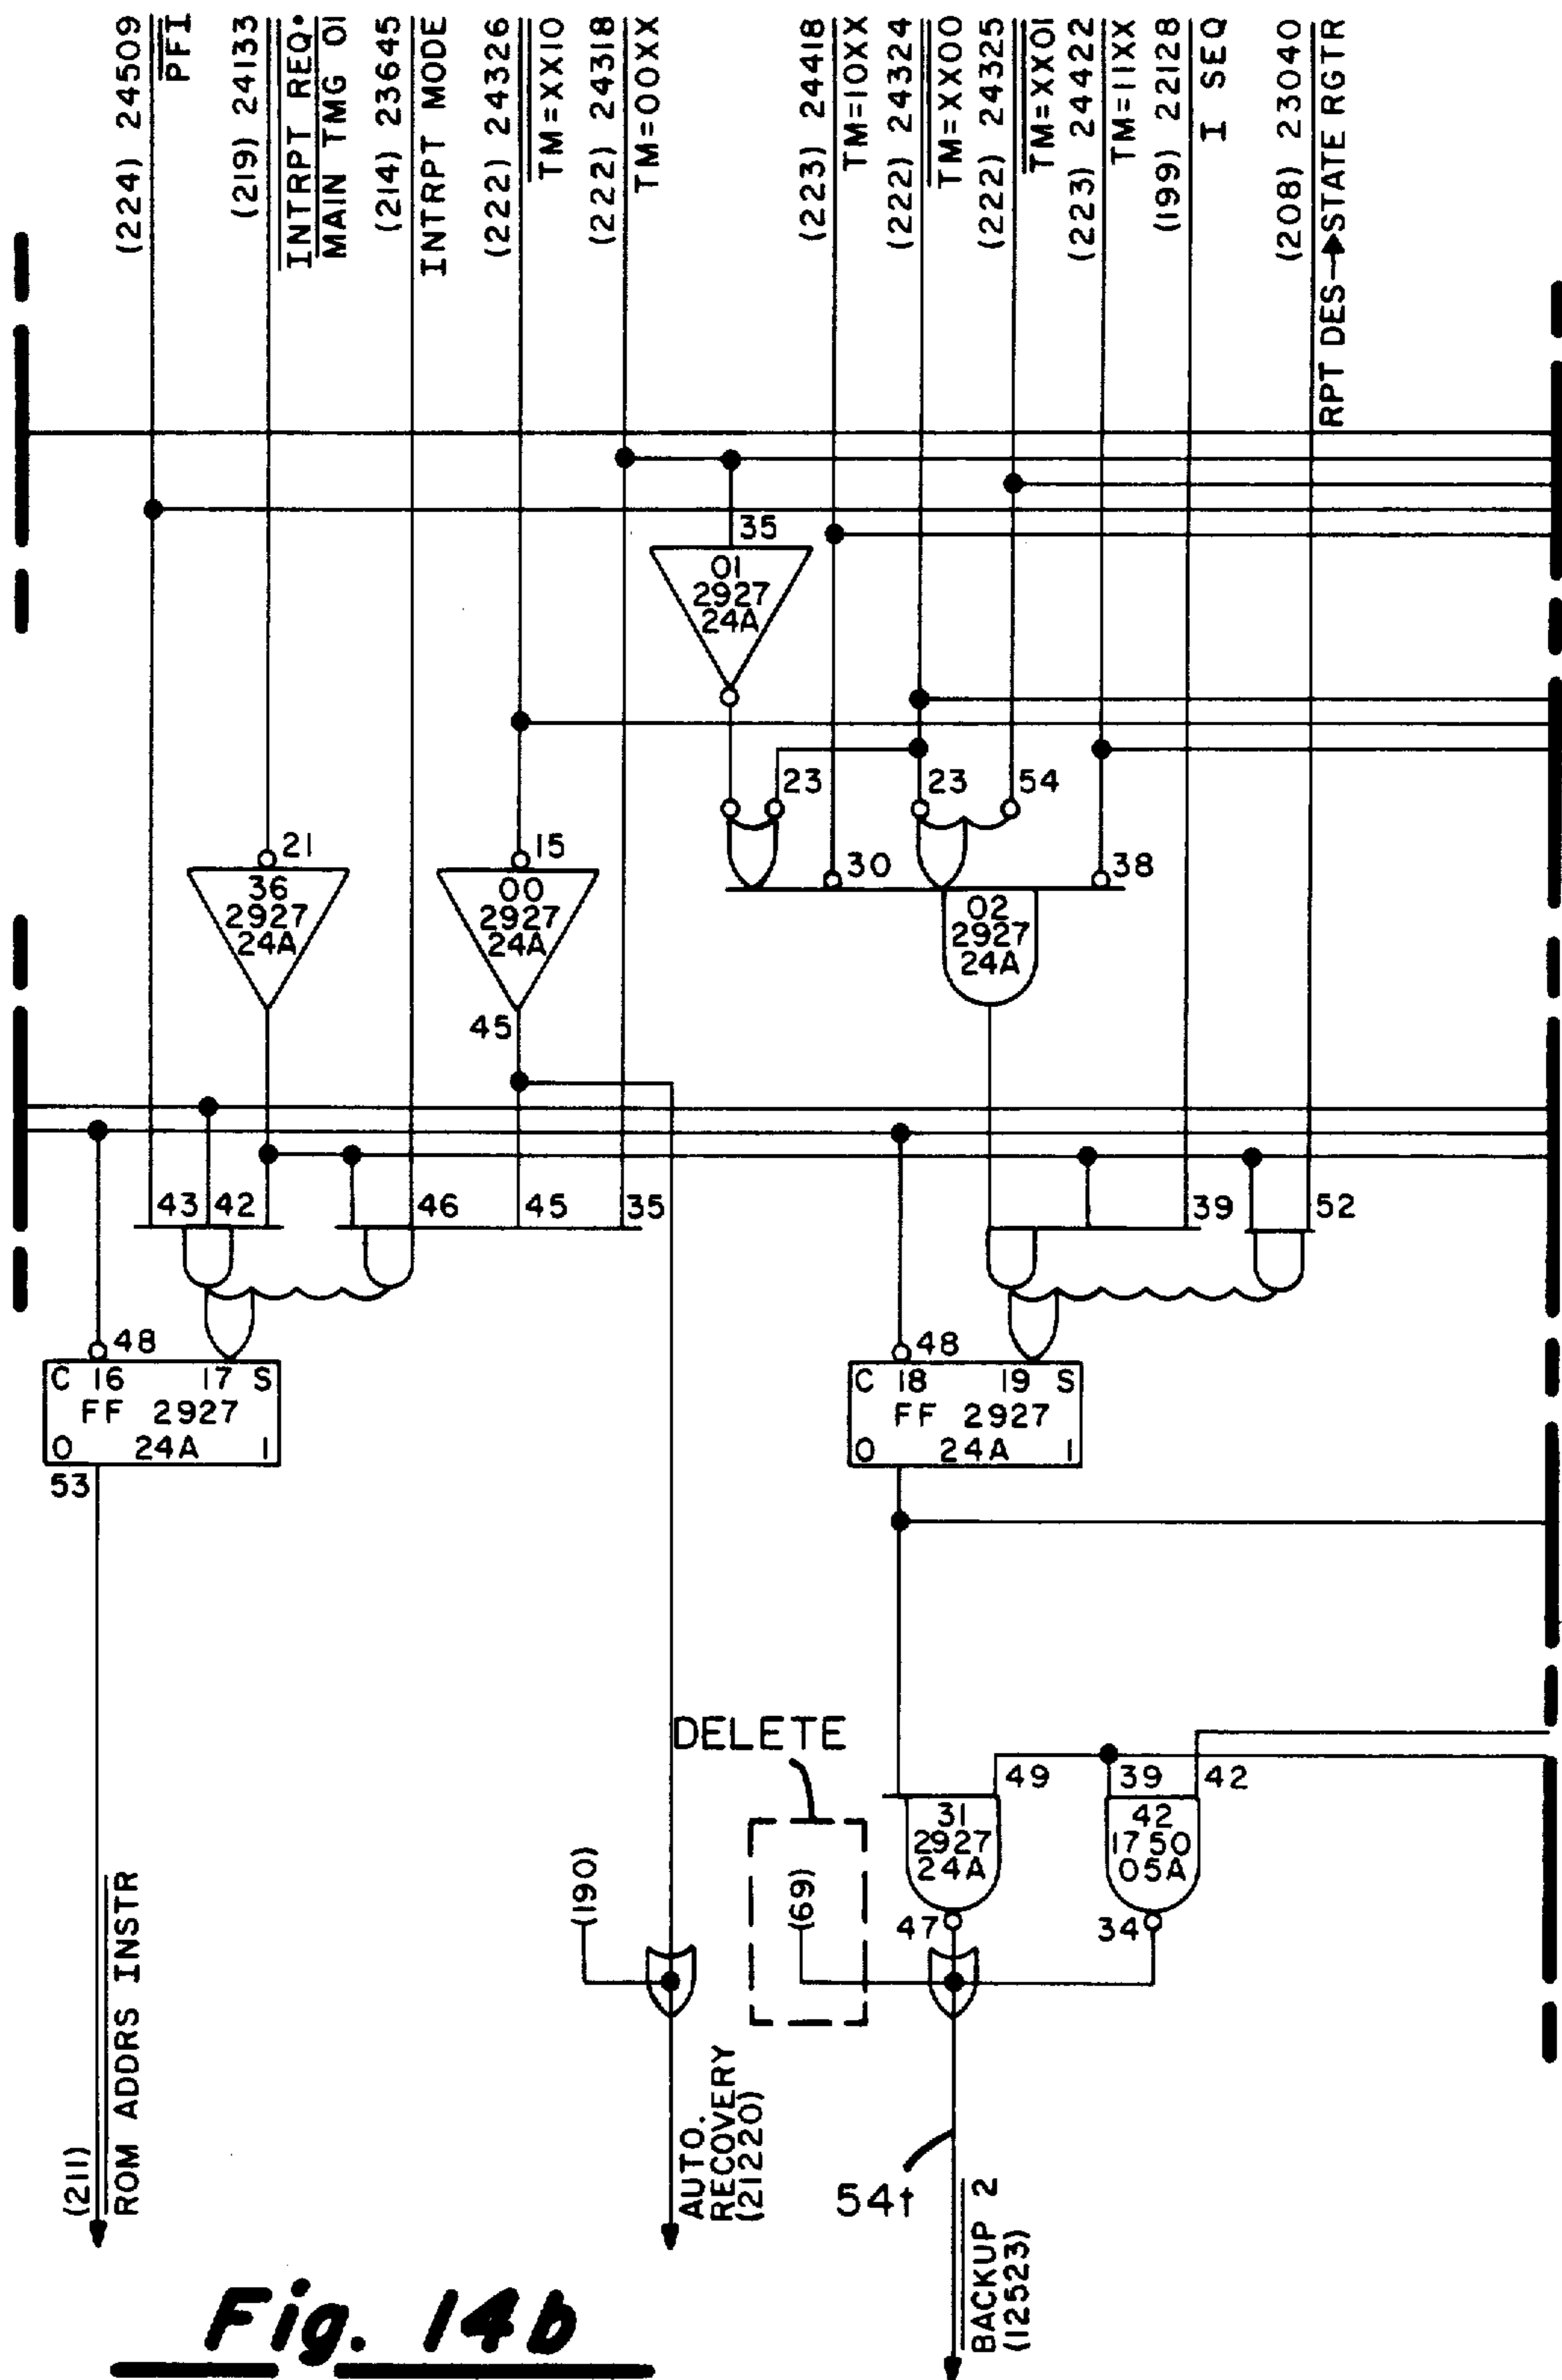 (224) 24509
PFI
(219) 24133
INTRPT REQ•
MAIN TMG 01
(214) 23645
INTRPT MODE
(222) 24326
TM=XX10
(222) 24318
TM=00XX
(223) 24418
TM=10XX
(222) 24324
TM=XX00
(222) 24325
TM=XX01
(223) 24422
TM=11XX
(199) 22128
I SEQ
(208) 23040
RPT DES→STATE RGTR
35
01
2927
24A
23
23
54
21
36
2927
24A
15
00
2927
24A
45
30
38
02
2927
24A
43
42
46
45
35
39
52
48
C 16 17 S
FF 2927
0 24A 1
53
48
C 18 19 S
FF 2927
0 24A 1
DELETE
49
39
42
31
2927
24A
42
1750
05A
(190)
(69)
47
34
(211)
ROM ADDRS INSTR
AUTO.
RECOVERY
(21220)
54t
BACKUP 2
(12523)
Fig. 14b